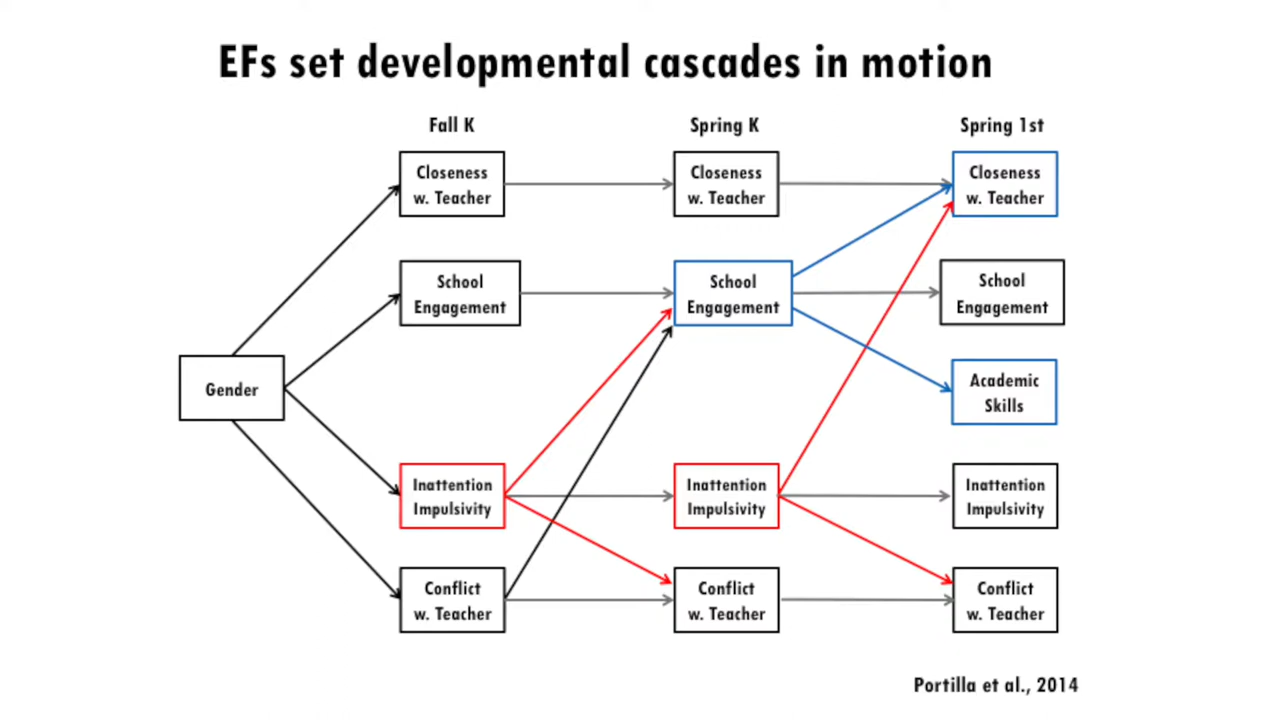 EFs set developmental cascades in motion
Fall K
Spring K
Spring 1st
Closeness
w. Teacher
Closeness
w. Teacher
Closeness
w. Teacher
School
Engagement
School
Engagement
School
Engagement
Gender
Academic
Skills
Inattention
Impulsivity
Inattention
Impulsivity
Inattention
Impulsivity
Conflict
w. Teacher
Conflict
w. Teacher
Conflict
w. Teacher
Portilla et al., 2014